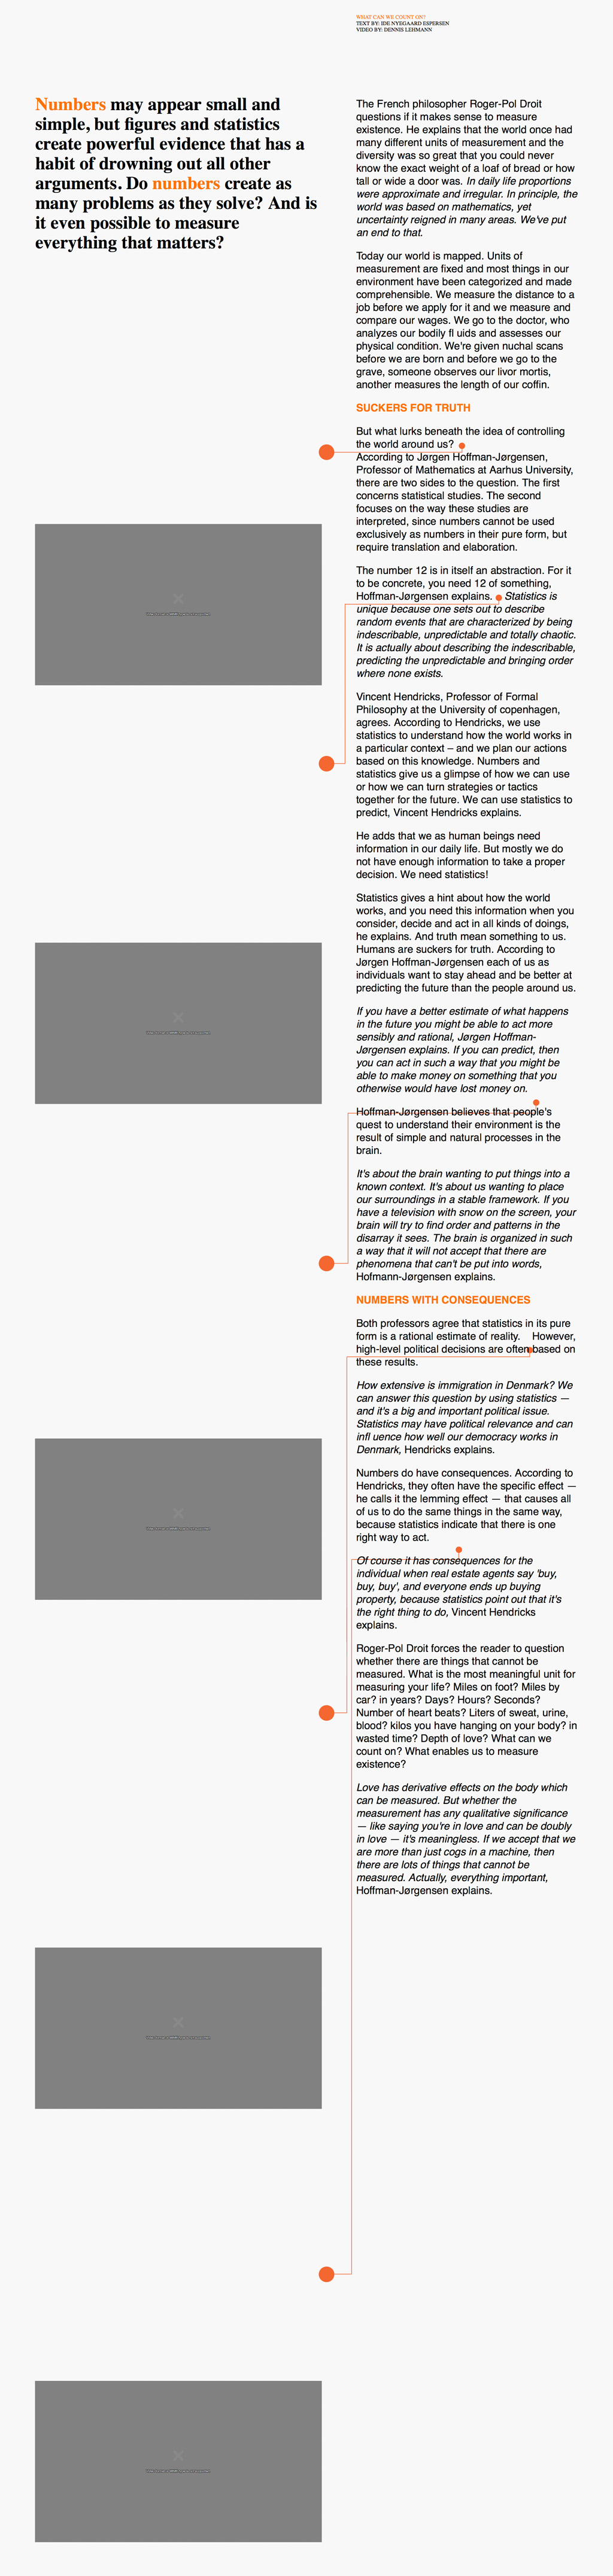 WHAT CAN WE COUNT ON?
TEXT BY: IDE NYEGAARD ESPERSEN
VIDEO BY: DENNIS LEHMANN
Numbers may appear small and
simple, but figures and statistics
create powerful evidence that has a
habit of drowning out all other
arguments. Do numbers create as
many problems as they solve? And is
it even possible to measure
everything that matters?
The French philosopher Roger-Pol Droit
questions if it makes sense to measure
existence. He explains that the world once had
many different units of measurement and the
diversity was so great that you could never
know the exact weight of a loaf of bread or how
tall or wide a door was. In daily life proportions
were approximate and irregular. In principle, the
world was based on mathematics, yet
uncertainty reigned in many areas. We've put
an end to that.
Today our world is mapped. Units of
measurement are fixed and most things in our
environment have been categorized and made
comprehensible. We measure the distance to a
job before we apply for it and we measure and
compare our wages. We go to the doctor, who
analyzes our bodily fl uids and assesses our
physical condition. We're given nuchal scans
before we are born and before we go to the
grave, someone observes our livor mortis,
another measures the length of our coffin.
SUCKERS FOR TRUTH
But what lurks beneath the idea of controlling
the world around us?
According to Jørgen Hoffman-Jørgensen,
Professor of Mathematics at Aarhus University,
there are two sides to the question. The first
concerns statistical studies. The second
focuses on the way these studies are
interpreted, since numbers cannot be used
exclusively as numbers in their pure form, but
require translation and elaboration.
The number 12 is in itself an abstraction. For it
to be concrete, you need 12 of something,
Hoffman-Jørgensen explains. Statistics is
unique because one sets out to describe
random events that are characterized by being
indescribable, unpredictable and totally chaotic.
It is actually about describing the indescribable,
predicting the unpredictable and bringing order
where none exists.
Vincent Hendricks, Professor of Formal
Philosophy at the University of copenhagen,
agrees. According to Hendricks, we use
statistics to understand how the world works in
a particular context – and we plan our actions
based on this knowledge. Numbers and
statistics give us a glimpse of how we can use
or how we can turn strategies or tactics
together for the future. We can use statistics to
predict, Vincent Hendricks explains.
He adds that we as human beings need
information in our daily life. But mostly we do
not have enough information to take a proper
decision. We need statistics!
Statistics gives a hint about how the world
works, and you need this information when you
consider, decide and act in all kinds of doings,
he explains. And truth mean something to us.
Humans are suckers for truth. According to
Jørgen Hoffman-Jørgensen each of us as
individuals want to stay ahead and be better at
predicting the future than the people around us.
If you have a better estimate of what happens
in the future you might be able to act more
sensibly and rational, Jørgen Hoffman-
Jørgensen explains. If you can predict, then
you can act in such a way that you might be
able to make money on something that you
otherwise would have lost money on.
Hoffman-Jørgensen believes that people's
quest to understand their environment is the
result of simple and natural processes in the
brain.
It's about the brain wanting to put things into a
known context. It's about us wanting to place
our surroundings in a stable framework. If you
have a television with snow on the screen, your
brain will try to find order and patterns in the
disarray it sees. The brain is organized in such
a way that it will not accept that there are
phenomena that can't be put into words,
Hofmann-Jørgensen explains.
NUMBERS WITH CONSEQUENCES
Both professors agree that statistics in its pure
form is a rational estimate of reality. However,
high-level political decisions are often based on
these results.
How extensive is immigration in Denmark? We
can answer this question by using statistics —
and it's a big and important political issue.
Statistics may have political relevance and can
infl uence how well our democracy works in
Denmark, Hendricks explains.
Numbers do have consequences. According to
Hendricks, they often have the specific effect —
he calls it the lemming effect — that causes all
of us to do the same things in the same way,
because statistics indicate that there is one
right way to act.
Of course it has consequences for the
individual when real estate agents say 'buy,
buy, buy', and everyone ends up buying
property, because statistics point out that it's
the right thing to do, Vincent Hendricks
explains.
Roger-Pol Droit forces the reader to question
whether there are things that cannot be
measured. What is the most meaningful unit for
measuring your life? Miles on foot? Miles by
car? in years? Days? Hours? Seconds?
Number of heart beats? Liters of sweat, urine,
blood? kilos you have hanging on your body? in
wasted time? Depth of love? What can we
count on? What enables us to measure
existence?
Love has derivative effects on the body which
can be measured. But whether the
measurement has any qualitative significance
— like saying you're in love and can be doubly
in love — it's meaningless. If we accept that we
are more than just cogs in a machine, then
there are lots of things that cannot be
measured. Actually, everything important,
Hoffman-Jørgensen explains.